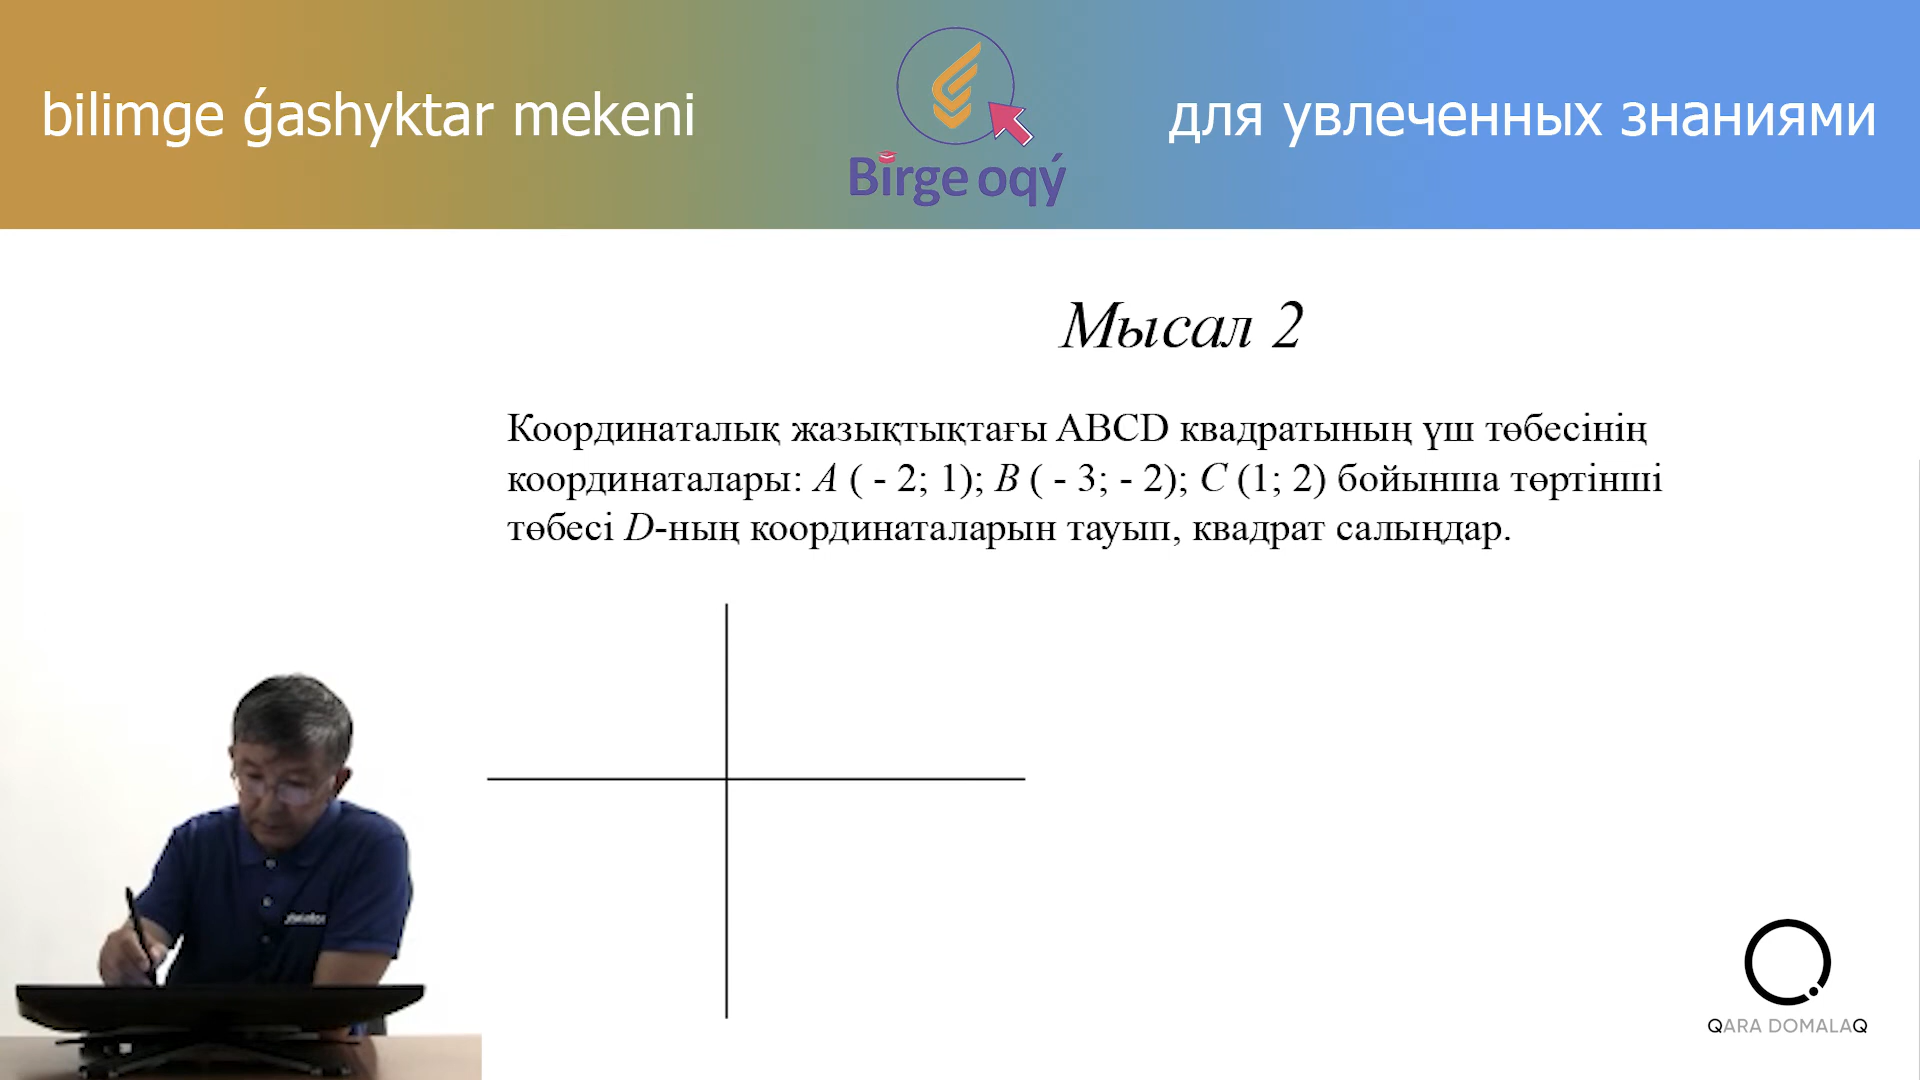 bilimge ǵashyktar mekeni
Birge oqý
для увлеченных знаниями
Мысал 2
Координаталық жазықтықтағы ABCD квадратының үш төбесінің
координаталары: A ( - 2; 1); B ( - 3; - 2); C (1; 2) бойынша төртінші
төбесі D-ның координаталарын тауып, квадрат салыңдар.
QARA DOMALAQ